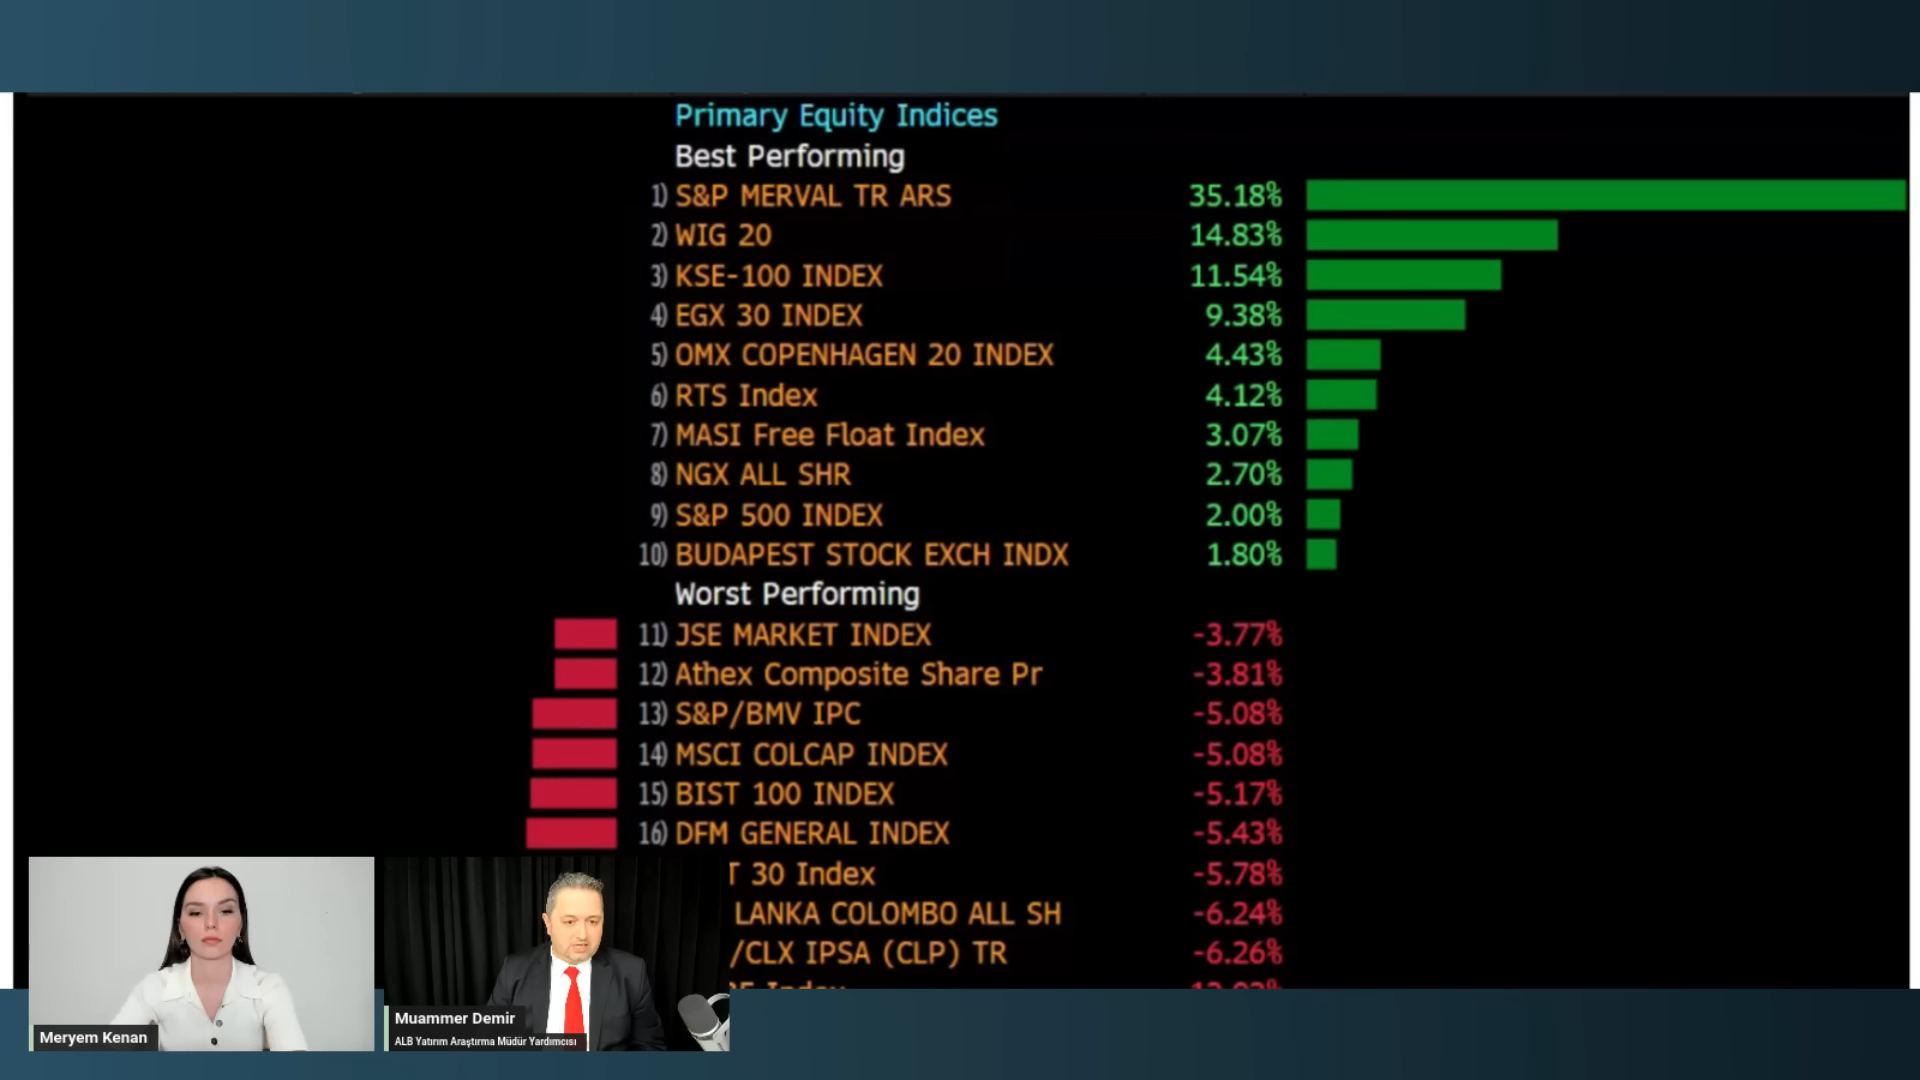 Primary Equity Indices
Best Performing
1) S&P MERVAL TR ARS 35.18%
2) WIG 20 14.83%
3) KSE-100 INDEX 11.54%
4) EGX 30 INDEX 9.38%
5) OMX COPENHAGEN 20 INDEX 4.43%
6) RTS Index 4.12%
7) MASI Free Float Index 3.07%
8) NGX ALL SHR 2.70%
9) S&P 500 INDEX 2.00%
10) BUDAPEST STOCK EXCH INDX 1.80%
Worst Performing
11) JSE MARKET INDEX -3.77%
12) Athex Composite Share Pr -3.81%
13) S&P/BMV IPC -5.08%
14) MSCI COLCAP INDEX -5.08%
15) BIST 100 INDEX -5.17%
16) DFM GENERAL INDEX -5.43%
T 30 Index -5.78%
LANKA COLOMBO ALL SH -6.24%
/CLX IPSA (CLP) TR -6.26%
Index
Meryem Kenan
Muammer Demir
ALB Yatırım Araştırma Müdür Yardımcısı